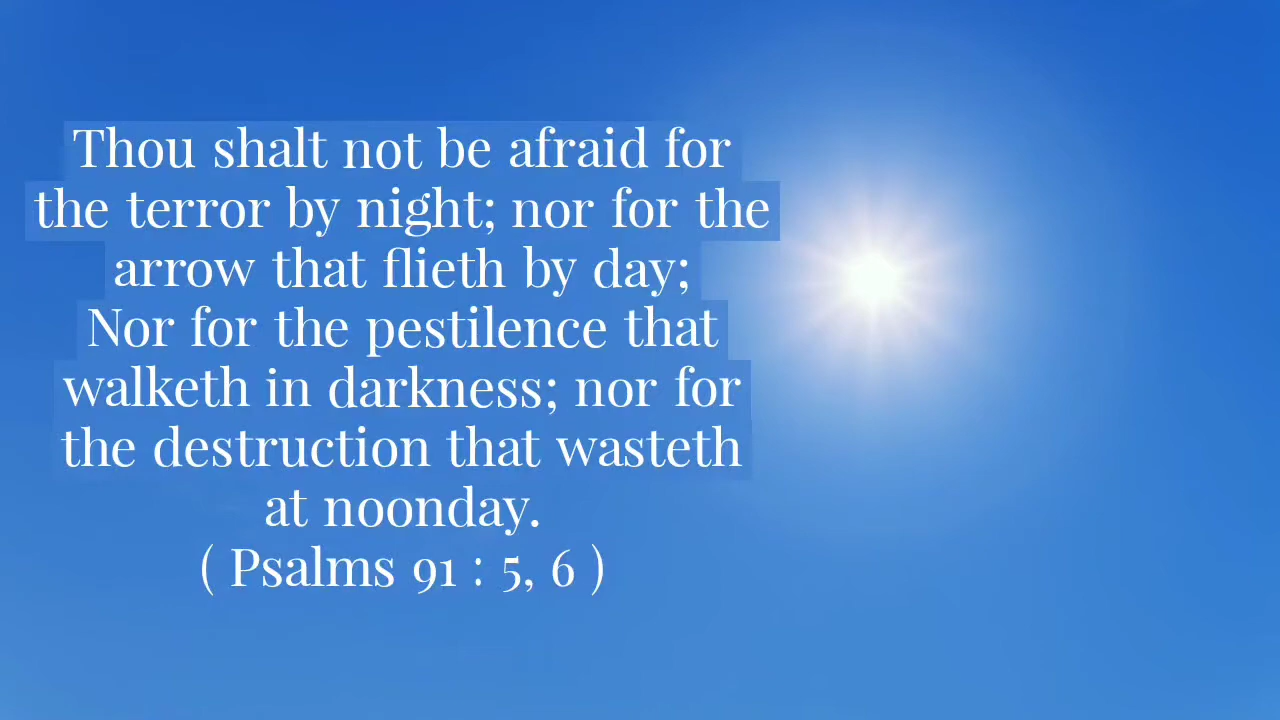 Thou shalt not be afraid for
the terror by night; nor for the
arrow that flieth by day;
Nor for the pestilence that
walketh in darkness; nor for
the destruction that wasteth
at noonday.
( Psalms 91 : 5, 6 )